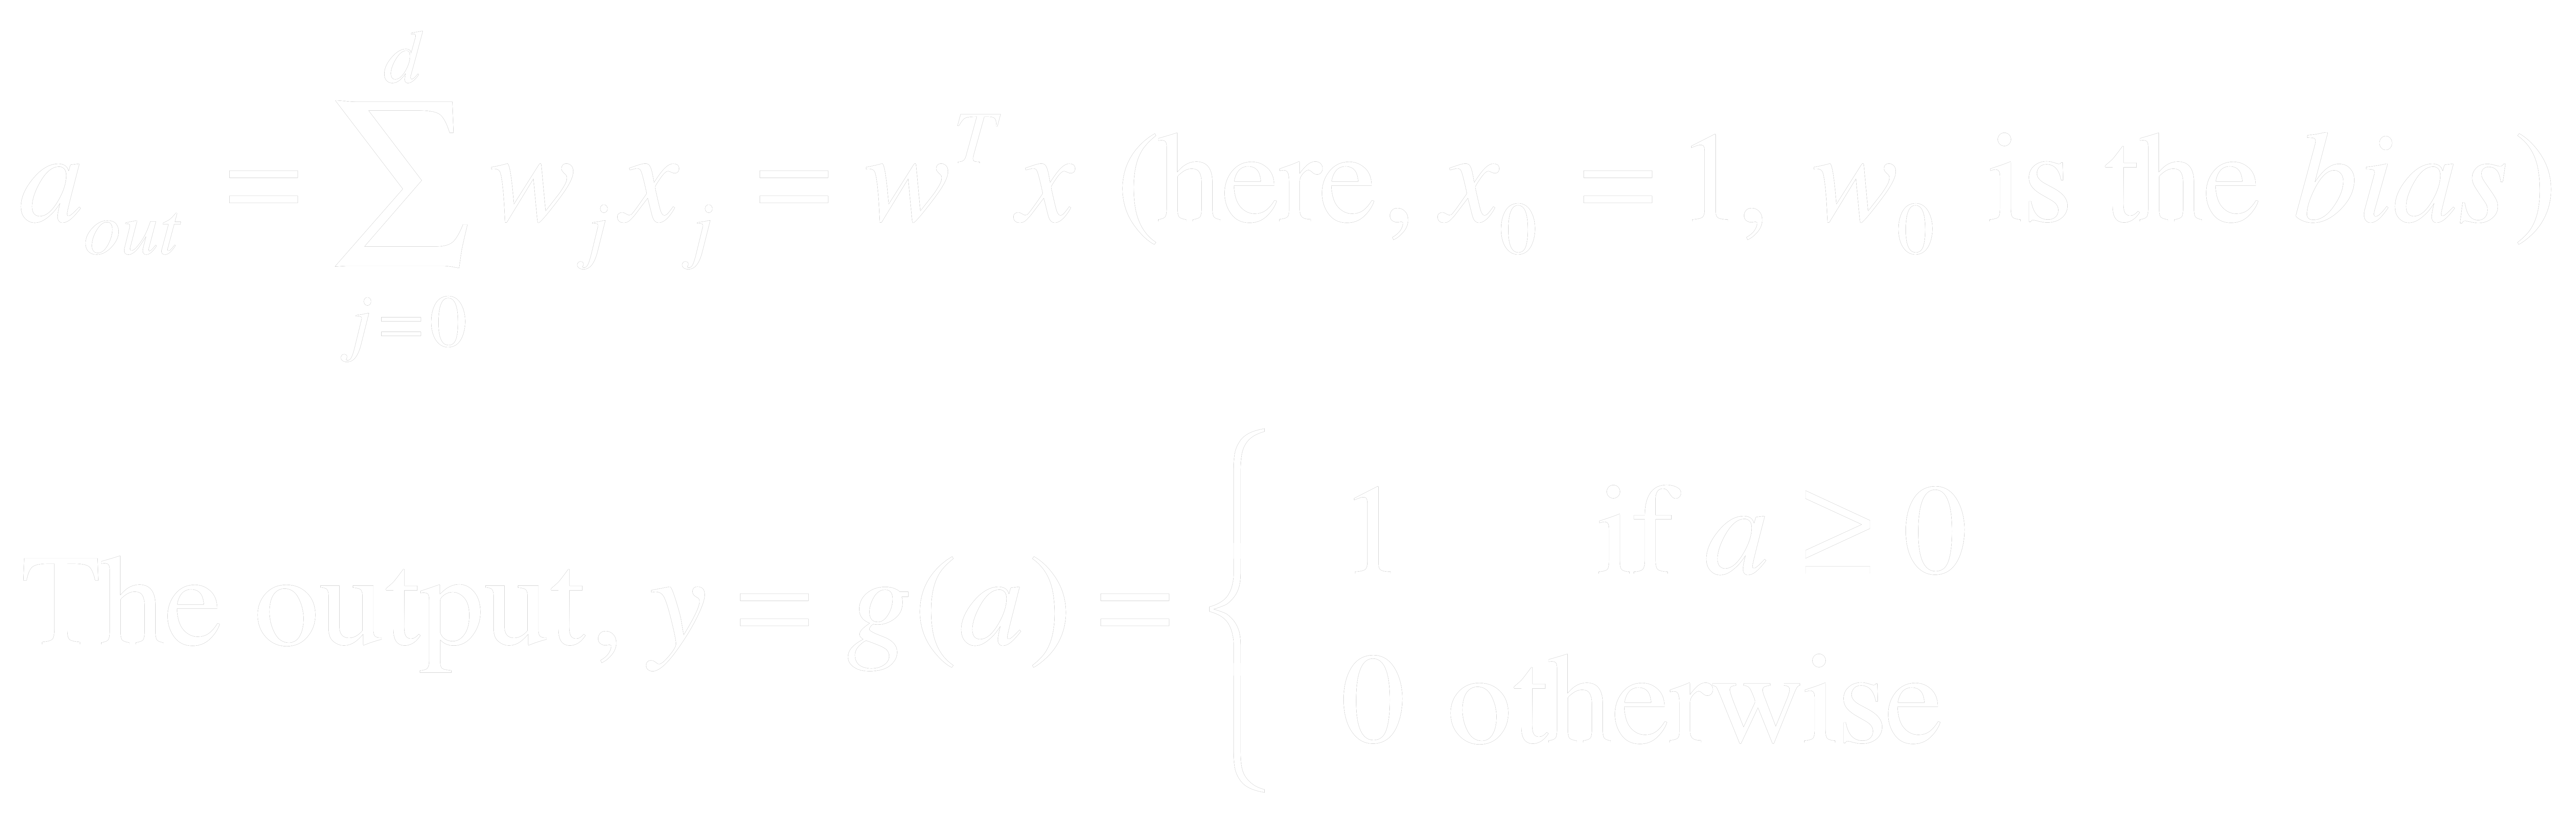 a_out = ∑_{j=0}^{d} w_j x_j = w^T x (here, x_0 = 1, w_0 is the bias)
The output, y = g(a) = { 1 if a ≥ 0
0 otherwise